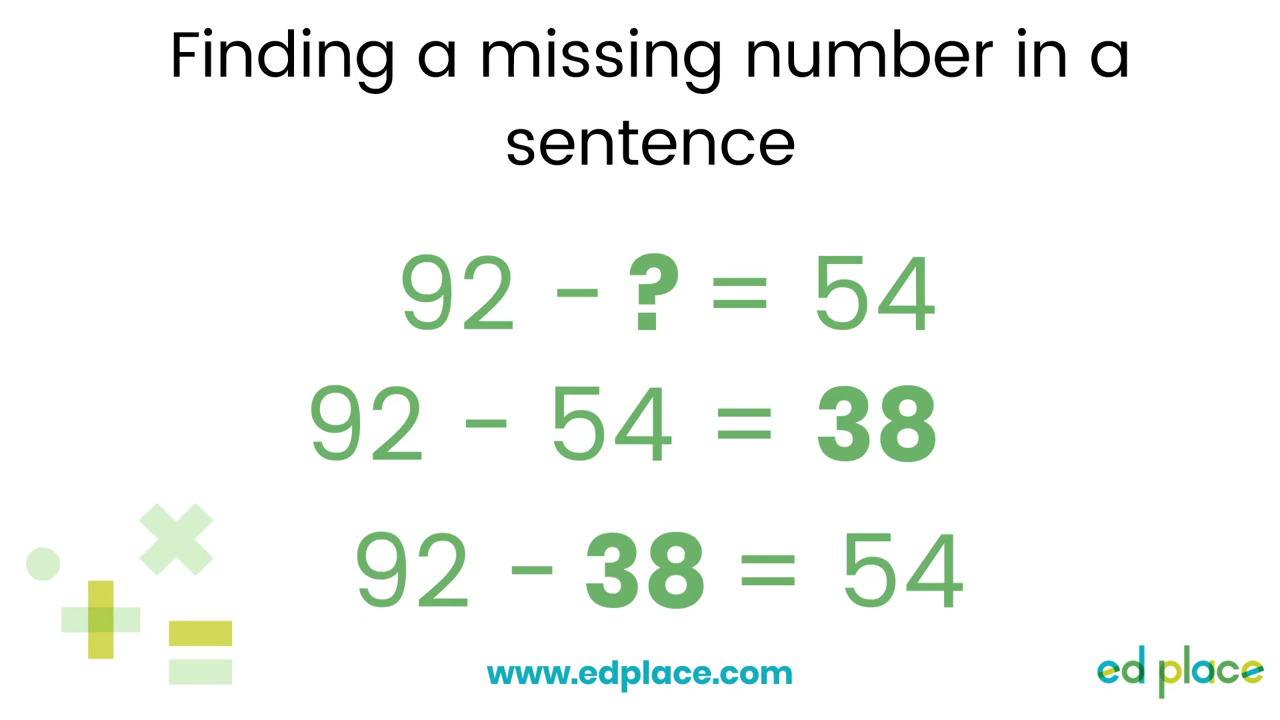 Finding a missing number in a
sentence
92 - ? = 54
92 - 54 = 38
92 - 38 = 54
www.edplace.com
ed place